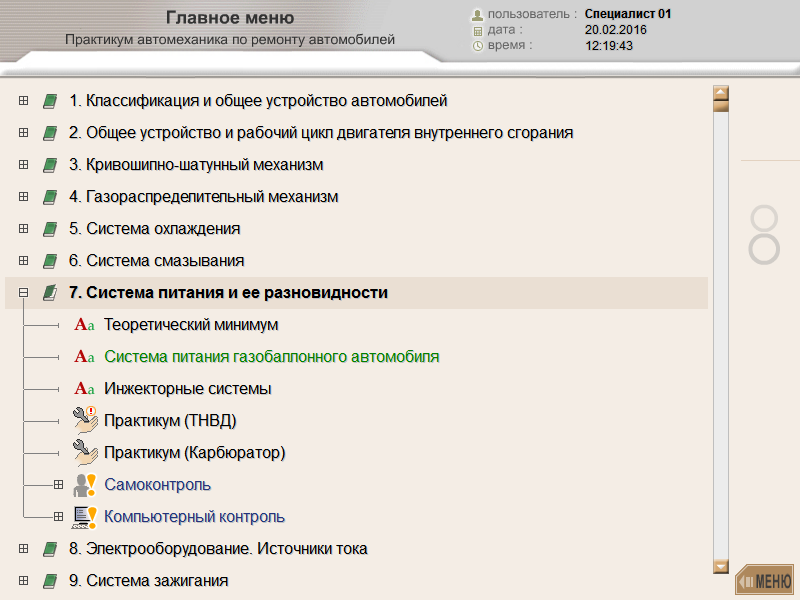 Главное меню
Практикум автомеханика по ремонту автомобилей
пользователь : Специалист 01
дата : 20.02.2016
время : 12:19:43
1. Классификация и общее устройство автомобилей
2. Общее устройство и рабочий цикл двигателя внутреннего сгорания
3. Кривошипно-шатунный механизм
4. Газораспределительный механизм
5. Система охлаждения
6. Система смазывания
7. Система питания и ее разновидности
Aa Теоретический минимум
Aa Система питания газобаллонного автомобиля
Aa Инжекторные системы
Практикум (ТНВД)
Практикум (Карбюратор)
Самоконтроль
Компьютерный контроль
8. Электрооборудование. Источники тока
9. Система зажигания
МЕНЮ